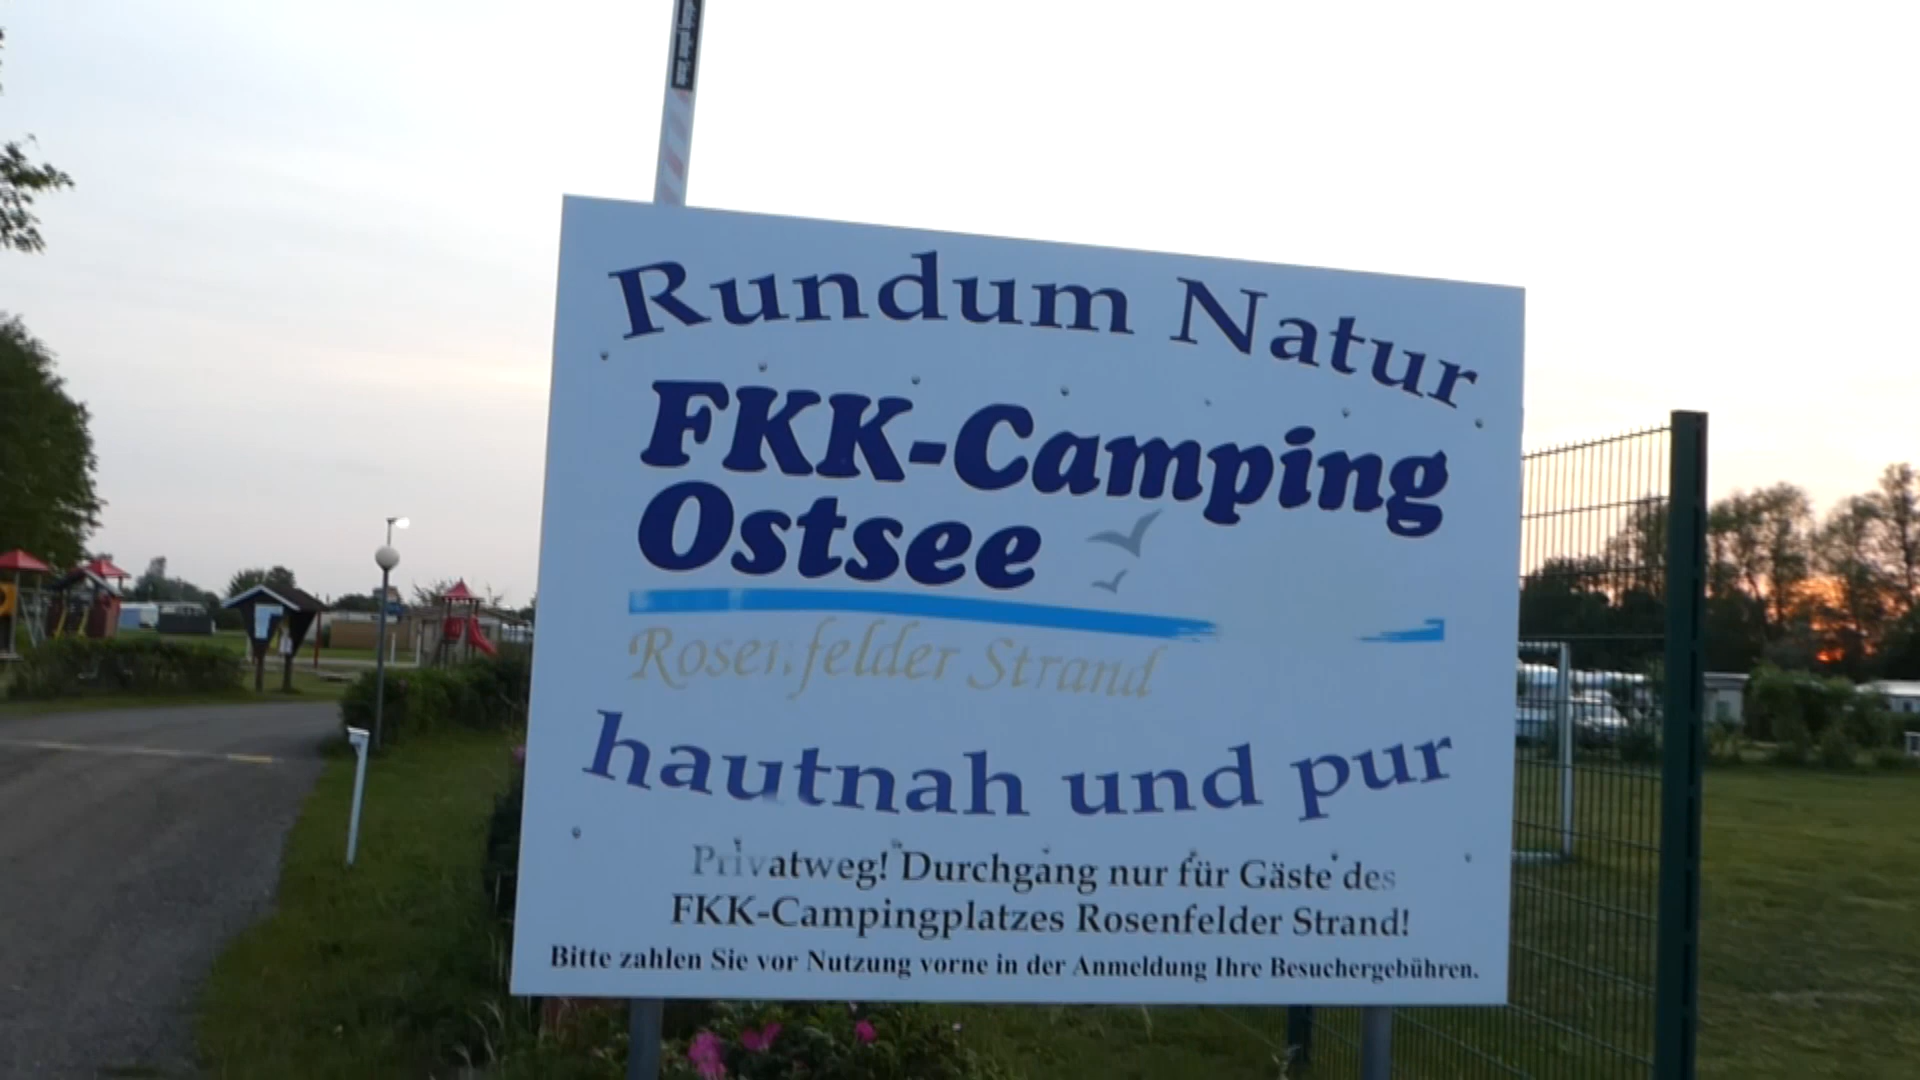 Rundum Natur
FKK-Camping
Ostsee
Rosenfelder Strand
hautnah und pur
Privatweg! Durchgang nur für Gäste des
FKK-Campingplatzes Rosenfelder Strand!
Bitte zahlen Sie vor Nutzung vorne in der Anmeldung Ihre Besuchergebühren.